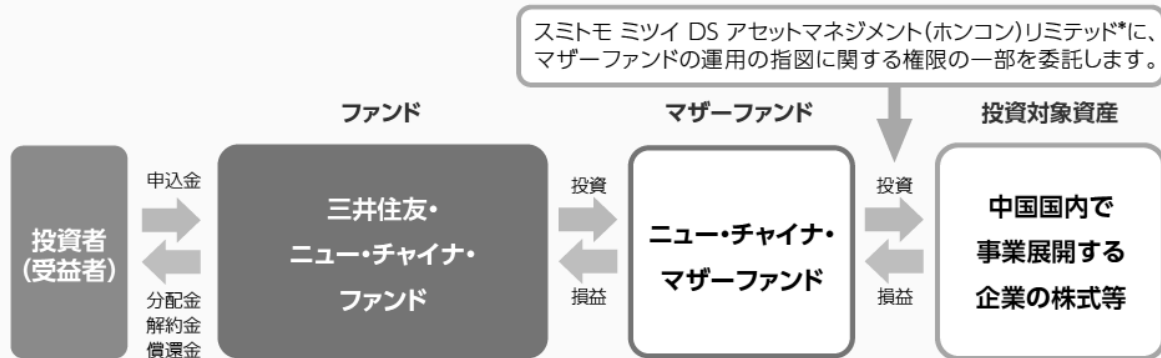 スミトモ ミツイ DS アセットマネジメント(ホンコン)リミテッド*に、
マザーファンドの運用の指図に関する権限の一部を委託します。
ファンド
マザーファンド
投資対象資産
投資者
(受益者)
申込金
分配金
解約金
償還金
三井住友・
ニュー・チャイナ・
ファンド
投資
損益
ニュー・チャイナ・
マザーファンド
投資
損益
中国国内で
事業展開する
企業の株式等